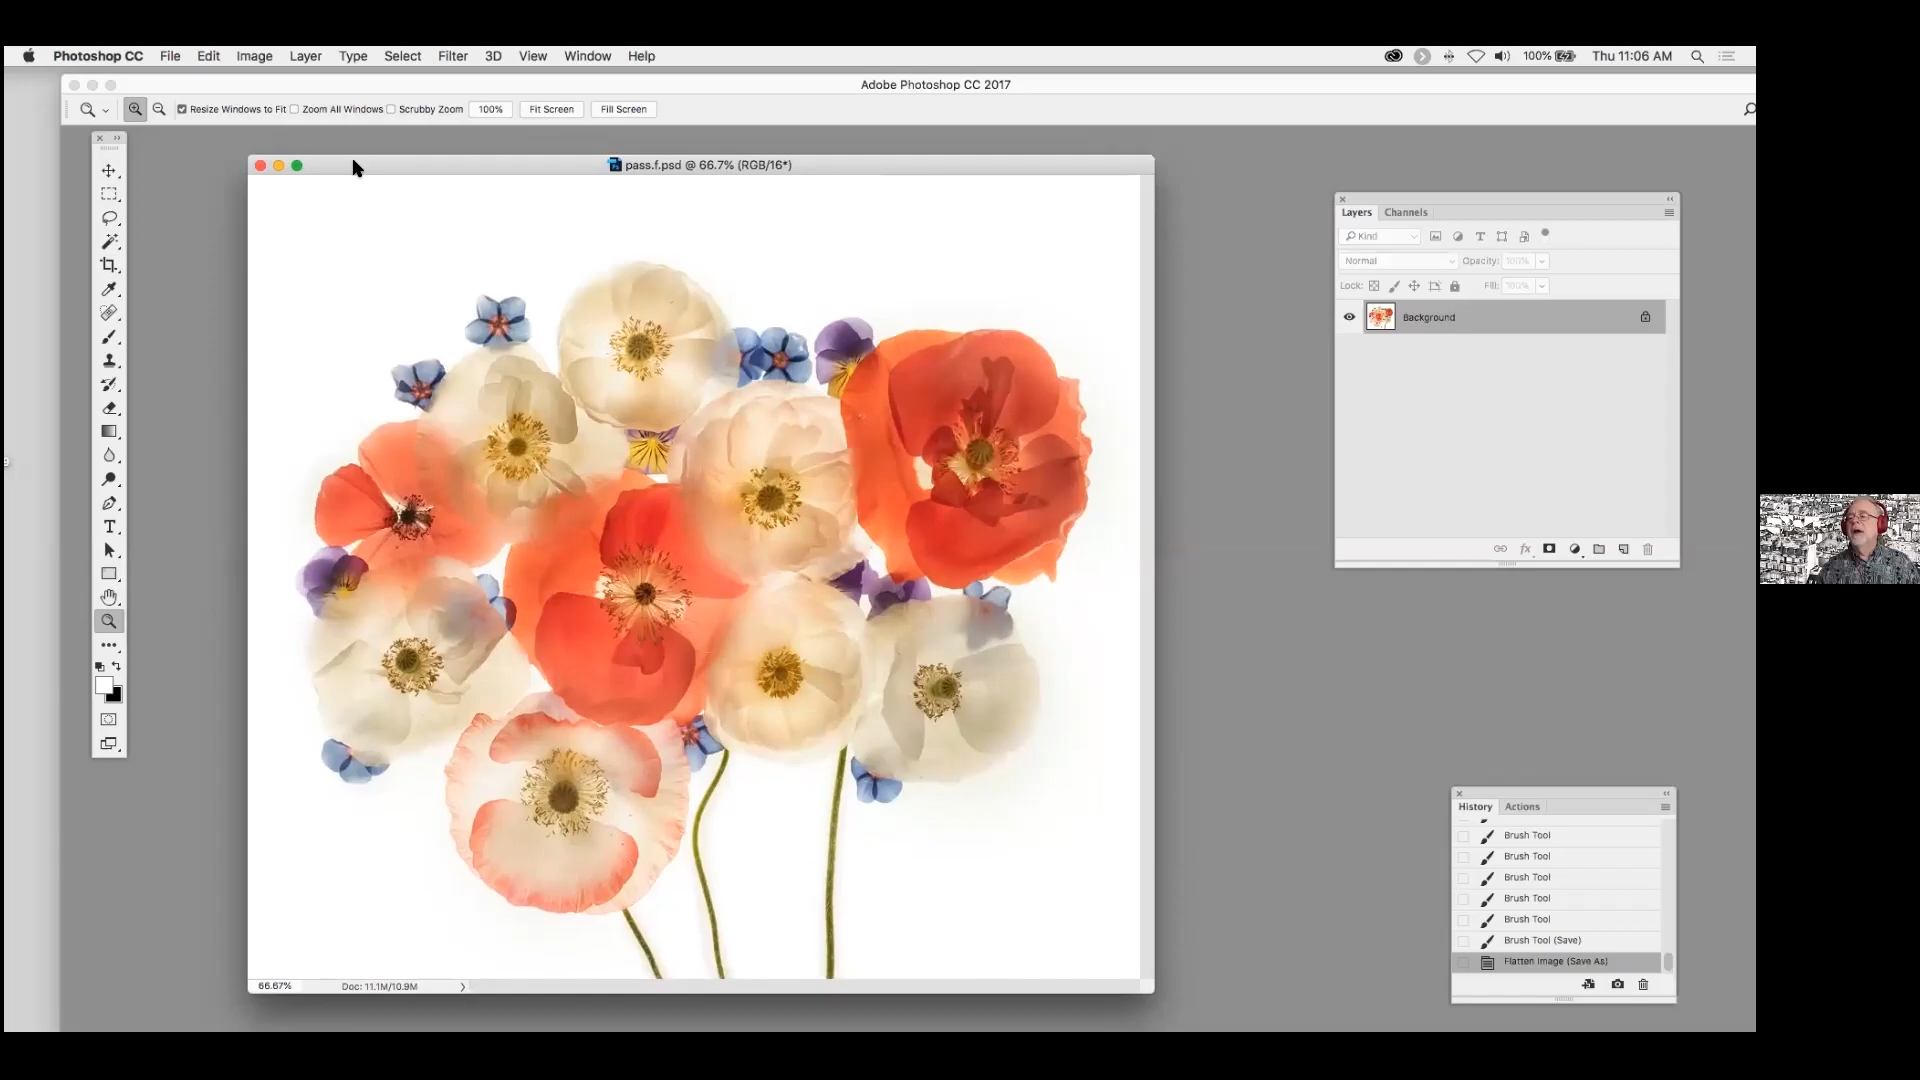 Photoshop CC File Edit Image Layer Type Select Filter 3D View Window Help 100% Thu 11:06 AM
Adobe Photoshop CC 2017
Resize Windows to Fit Zoom All Windows Scrubby Zoom 100% Fit Screen Fill Screen
pass.f.psd @ 66.7% (RGB/16*)
Layers Channels
Kind
Normal Opacity: 100%
Lock: Fill: 100%
Background
History Actions
Brush Tool
Brush Tool
Brush Tool
Brush Tool
Brush Tool
Brush Tool (Save)
Flatten Image (Save As)
66.67% Doc: 11.1M/10.9M